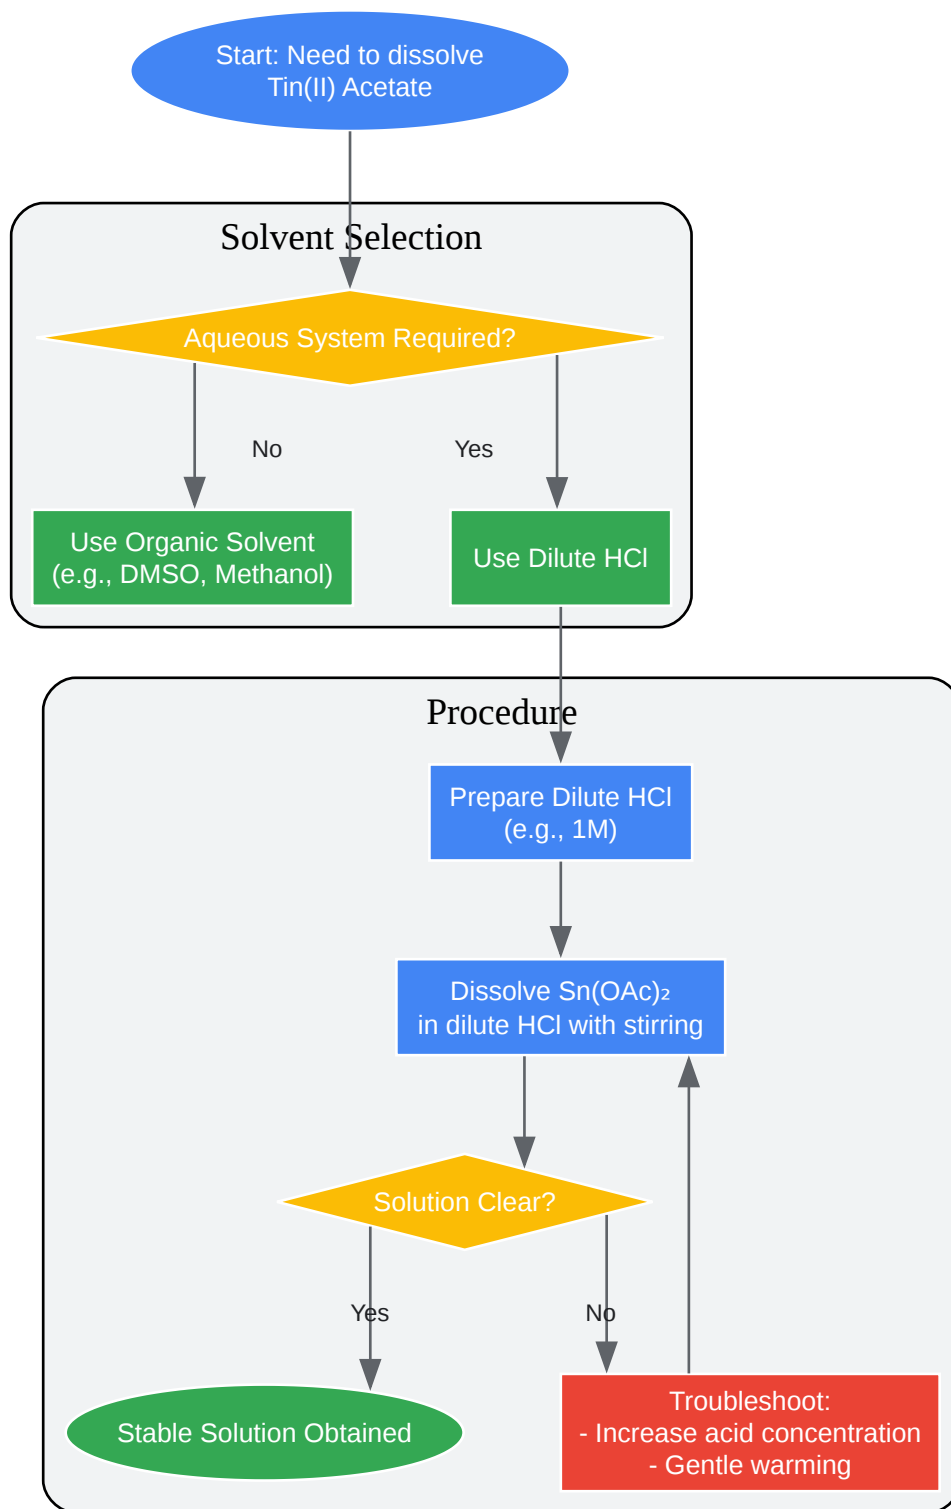 Start: Need to dissolve
Tin(II) Acetate
Solvent Selection
Aqueous System Required?
No
Yes
Use Organic Solvent
(e.g., DMSO, Methanol)
Use Dilute HCl
Procedure
Prepare Dilute HCl
(e.g., 1M)
Dissolve Sn(OAc)₂
in dilute HCl with stirring
Solution Clear?
Yes
No
Stable Solution Obtained
Troubleshoot:
- Increase acid concentration
- Gentle warming